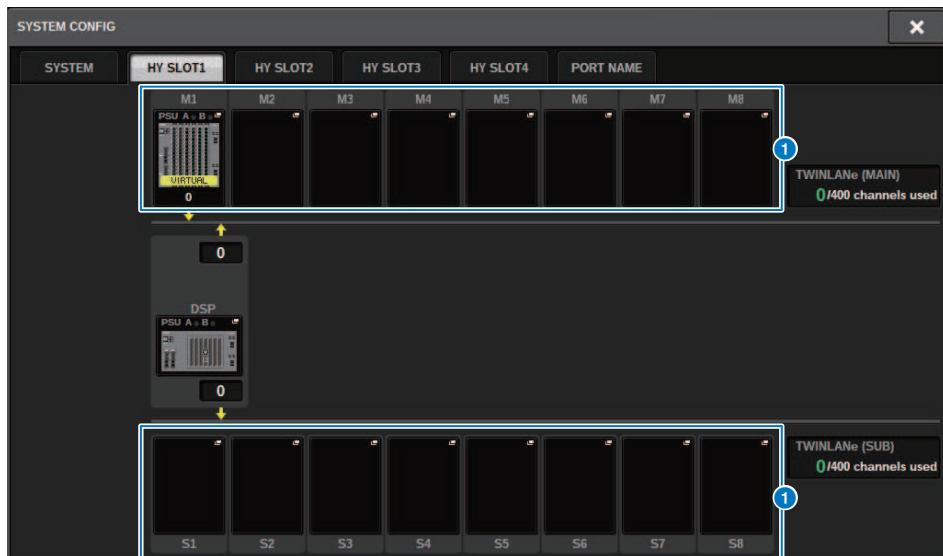 SYSTEM CONFIG
SYSTEM HY SLOT1 HY SLOT2 HY SLOT3 HY SLOT4 PORT NAME
M1 M2 M3 M4 M5 M6 M7 M8
PSU A B
VIRTUAL
0
1
TWINLANe (MAIN)
0/400 channels used
0
DSP
PSU A B
0
TWINLANe (SUB)
0/400 channels used
1
S1 S2 S3 S4 S5 S6 S7 S8